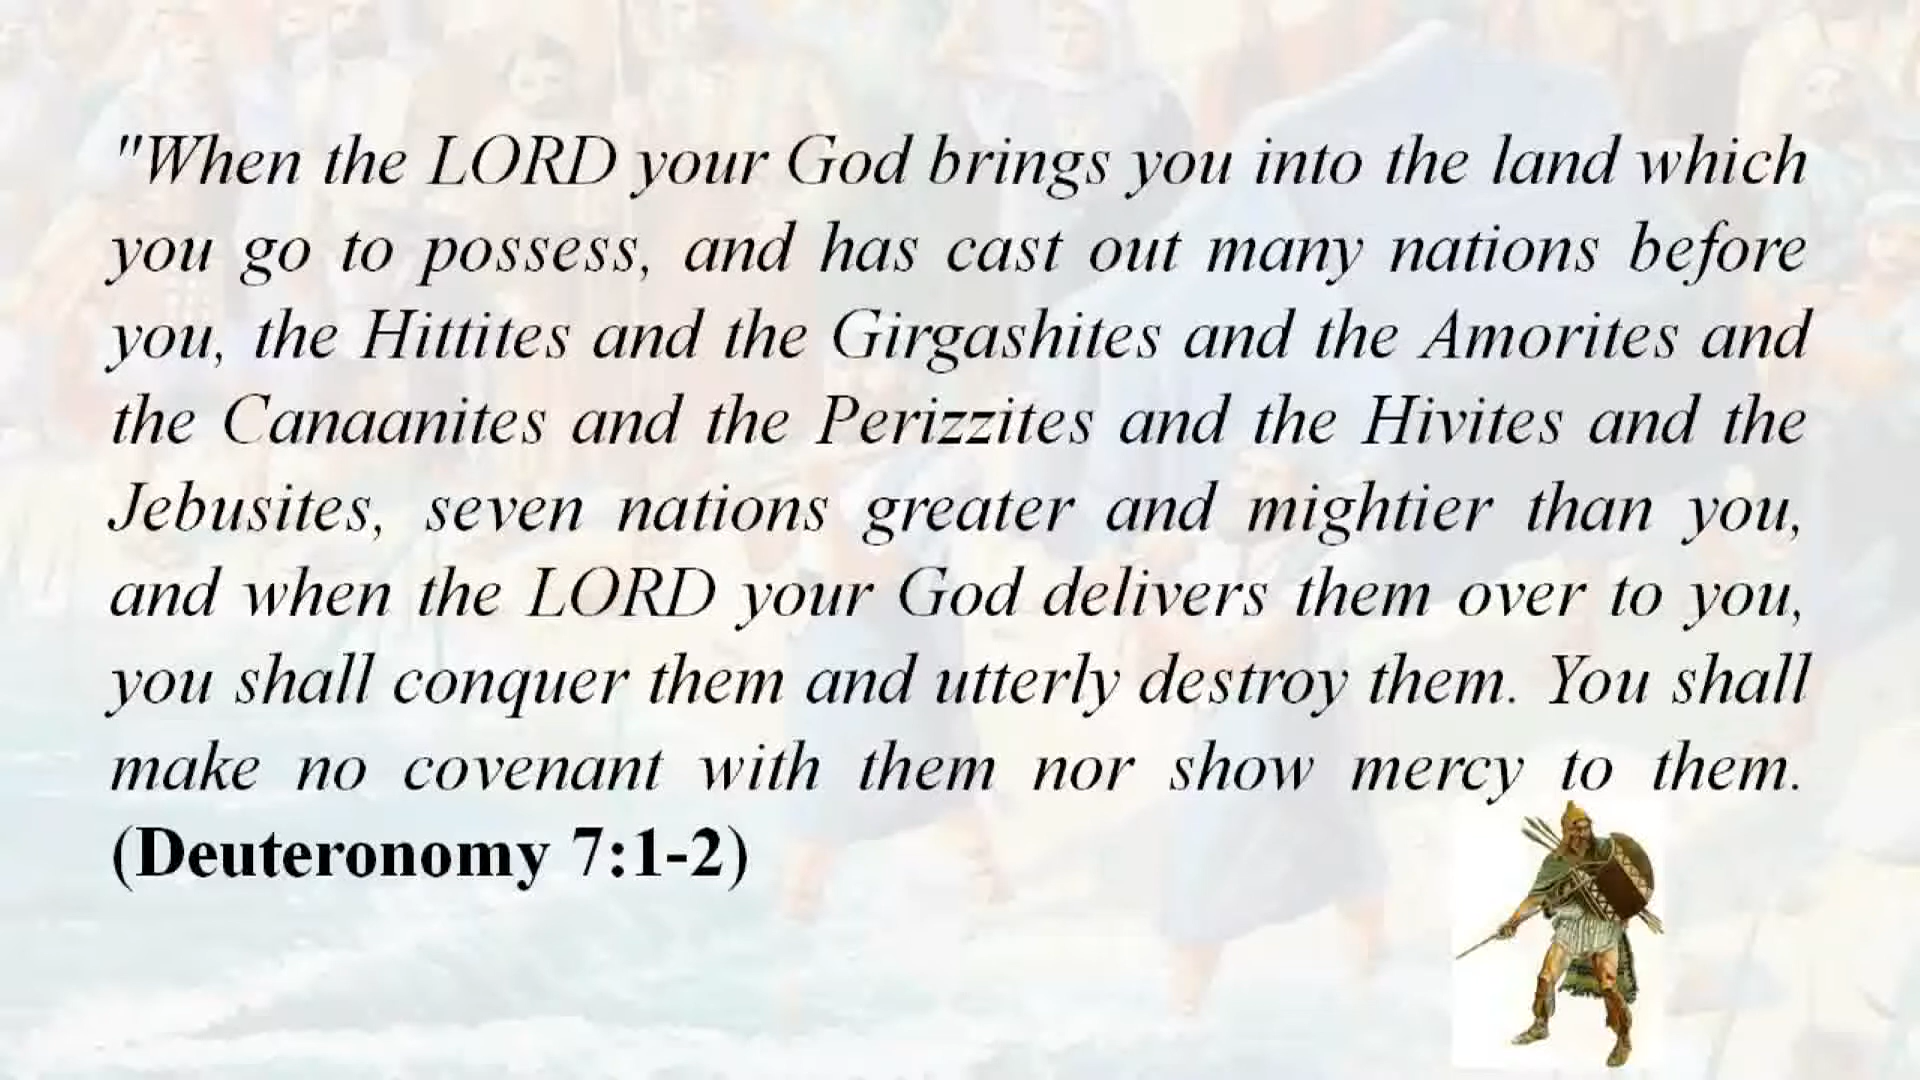 "When the LORD your God brings you into the land which
you go to possess, and has cast out many nations before
you, the Hittites and the Girgashites and the Amorites and
the Canaanites and the Perizzites and the Hivites and the
Jebusites, seven nations greater and mightier than you,
and when the LORD your God delivers them over to you,
you shall conquer them and utterly destroy them. You shall
make no covenant with them nor show mercy to them.
(Deuteronomy 7:1-2)